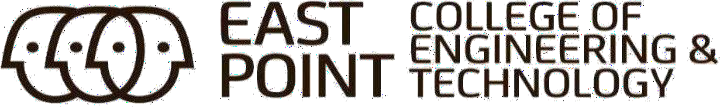 EAST
POINT
COLLEGE OF
ENGINEERING &
TECHNOLOGY